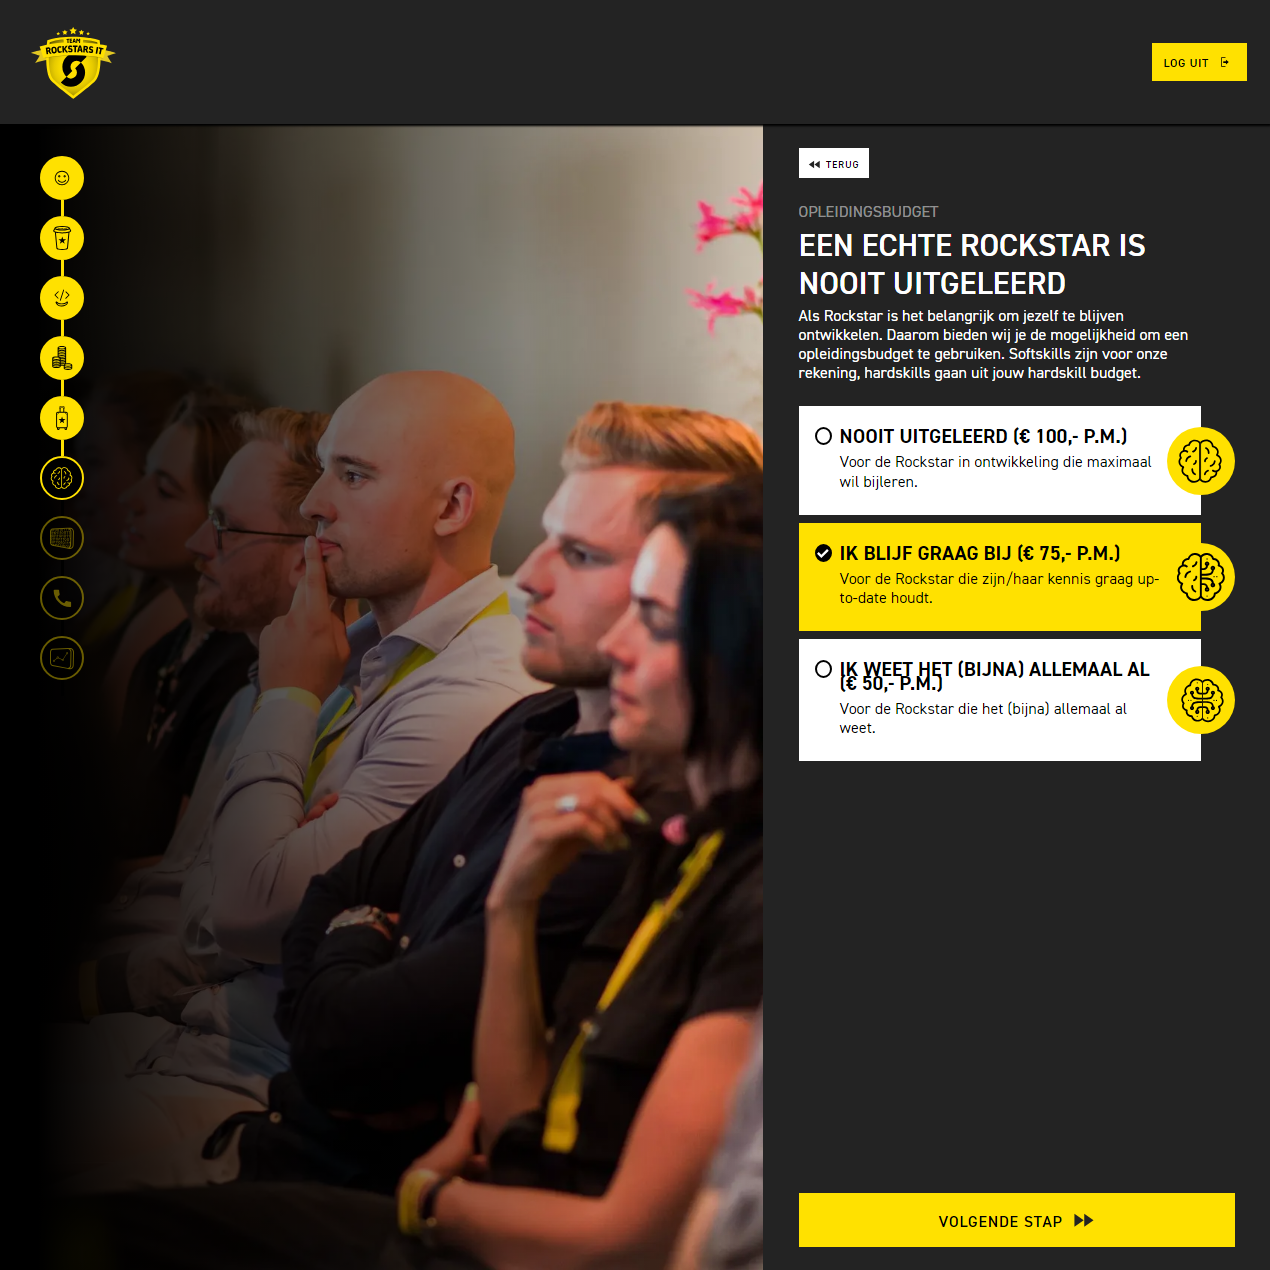 TEAM
ROCKSTARS IT
LOG UIT
TERUG
OPLEIDINGSBUDGET
EEN ECHTE ROCKSTAR IS
NOOIT UITGELEERD
Als Rockstar is het belangrijk om jezelf te blijven
ontwikkelen. Daarom bieden wij je de mogelijkheid om een
opleidingsbudget te gebruiken. Softskills zijn voor onze
rekening, hardskills gaan uit jouw hardskill budget.
NOOIT UITGELEERD (€ 100,- P.M.)
Voor de Rockstar in ontwikkeling die maximaal
wil bijleren.
IK BLIJF GRAAG BIJ (€ 75,- P.M.)
Voor de Rockstar die zijn/haar kennis graag up-
to-date houdt.
IK WEET HET (BIJNA) ALLEMAAL AL
(€ 50,- P.M.)
Voor de Rockstar die het (bijna) allemaal al
weet.
VOLGENDE STAP